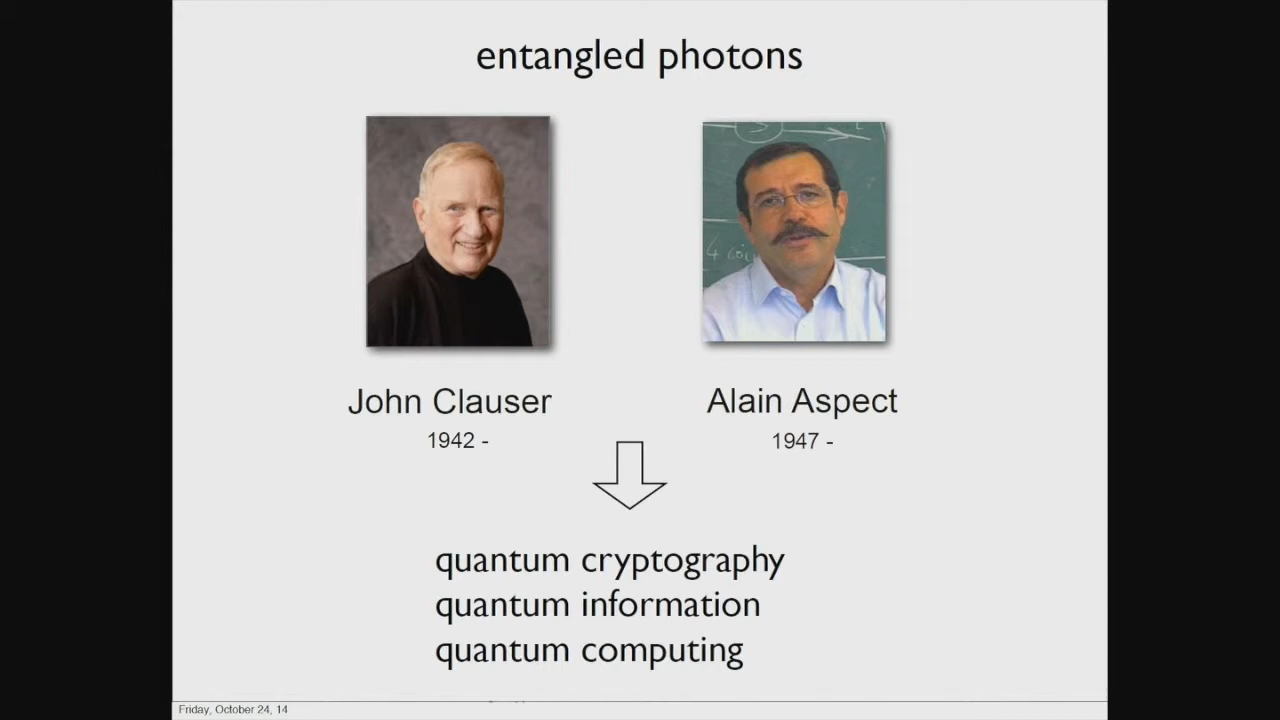 entangled photons
John Clauser
1942 -
Alain Aspect
1947 -
quantum cryptography
quantum information
quantum computing
Friday, October 24, 14